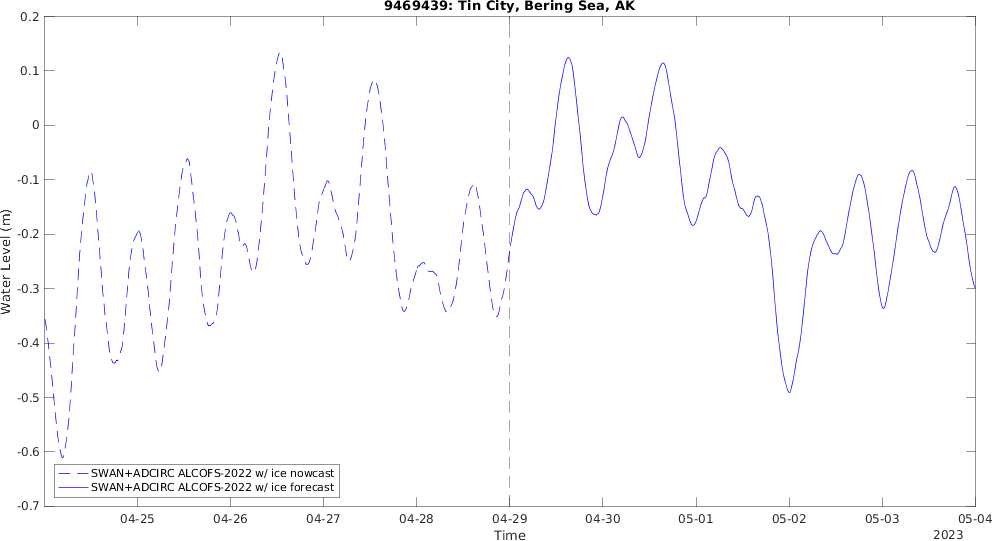 9469439: Tin City, Bering Sea, AK
Water Level (m)
0.2
0.1
0
-0.1
-0.2
-0.3
-0.4
-0.5
-0.6
-0.7
SWAN+ADCIRC ALCOFS-2022 w/ ice nowcast
SWAN+ADCIRC ALCOFS-2022 w/ ice forecast
04-25 04-26 04-27 04-28 04-29 04-30 05-01 05-02 05-03 05-04
Time
2023